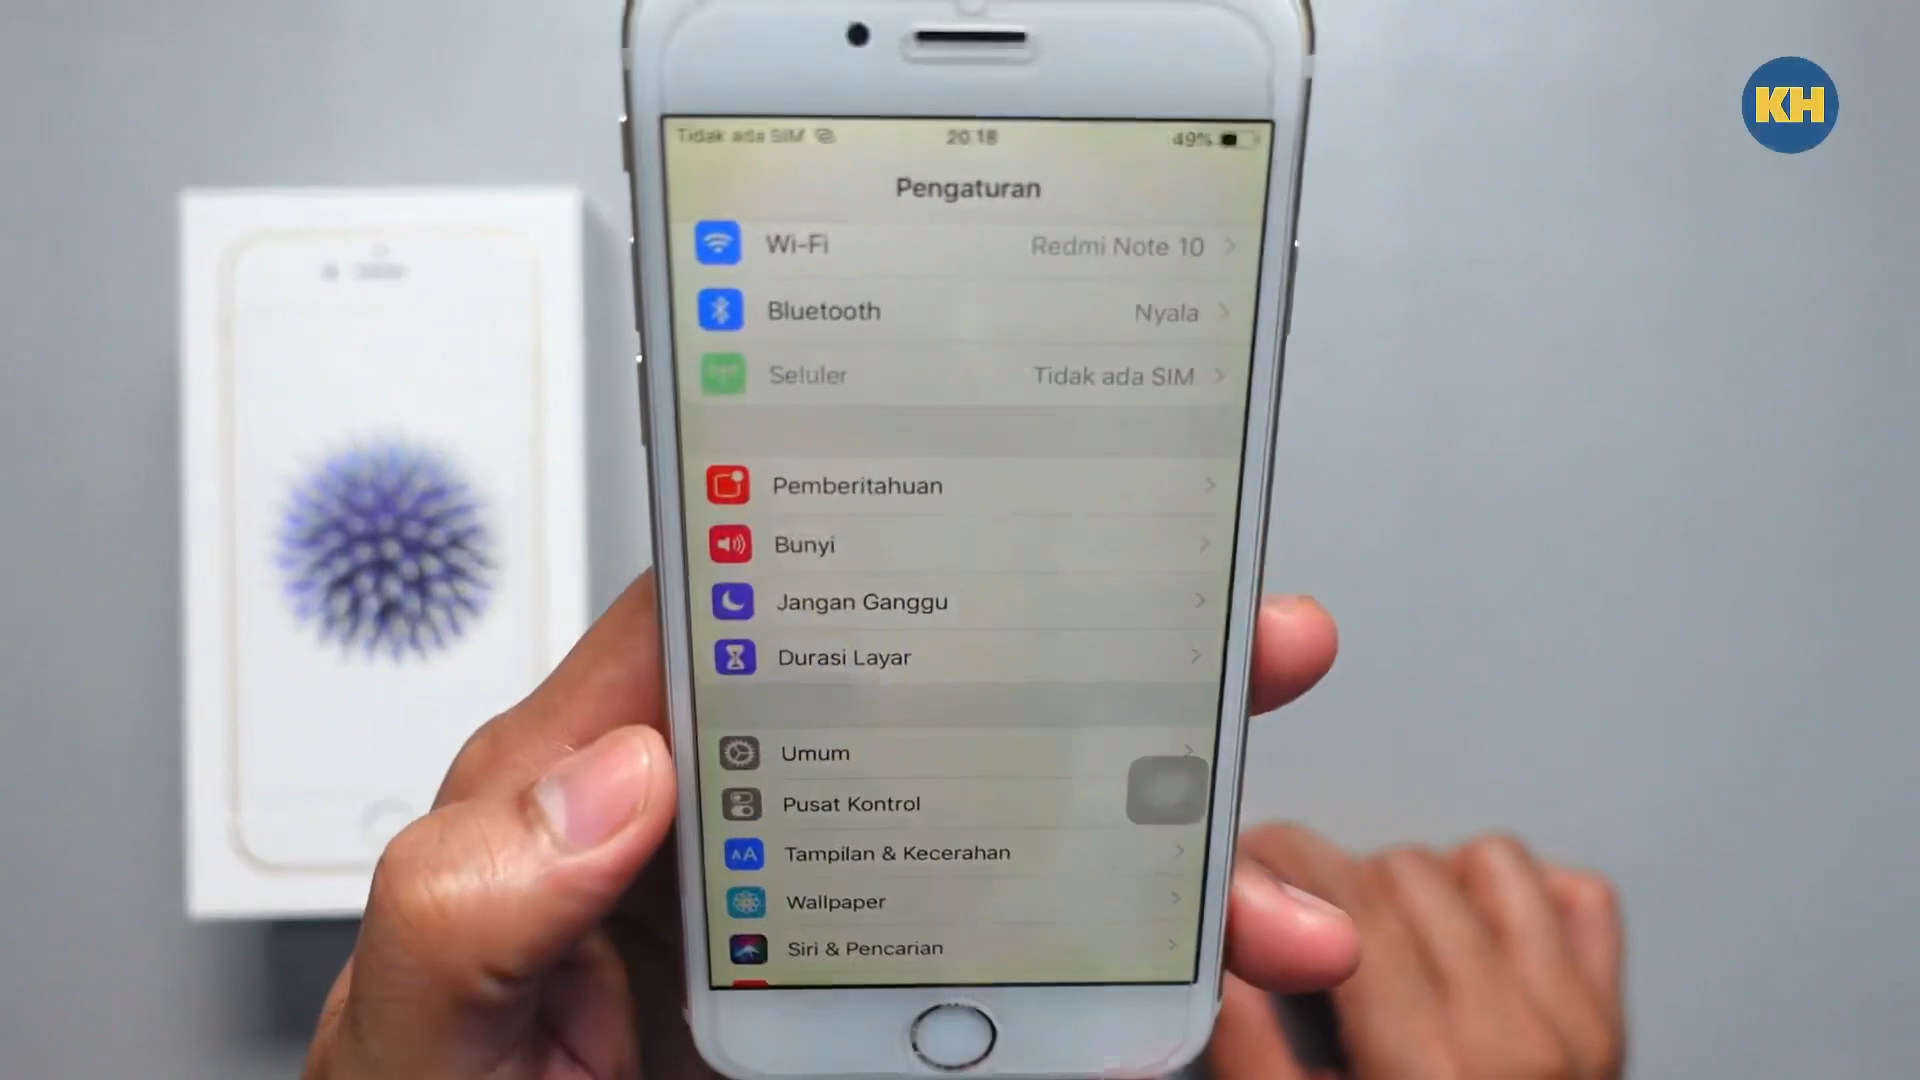 KH
Tidak ada SIM 20.18 49%
Pengaturan
Wi-Fi Redmi Note 10
Bluetooth Nyala
Seluler Tidak ada SIM
Pemberitahuan
Bunyi
Jangan Ganggu
Durasi Layar
Umum
Pusat Kontrol
AA Tampilan & Kecerahan
Wallpaper
Siri & Pencarian